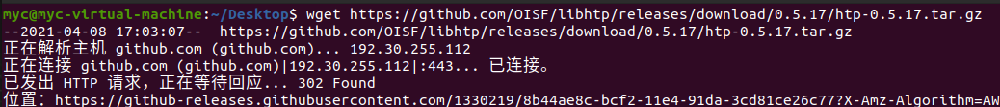 myc@myc-virtual-machine:~/Desktop$ wget https://github.com/OISF/libhtp/releases/download/0.5.17/htp-0.5.17.tar.gz
--2021-04-08 17:03:07--  https://github.com/OISF/libhtp/releases/download/0.5.17/htp-0.5.17.tar.gz
正在解析主机 github.com (github.com)... 192.30.255.112
正在连接 github.com (github.com)|192.30.255.112|:443... 已连接。
已发出 HTTP 请求，正在等待回应... 302 Found
位置：https://github-releases.githubusercontent.com/1330219/8b44ae8c-bcf2-11e4-91da-3cd81ce26c77?X-Amz-Algorithm=AW